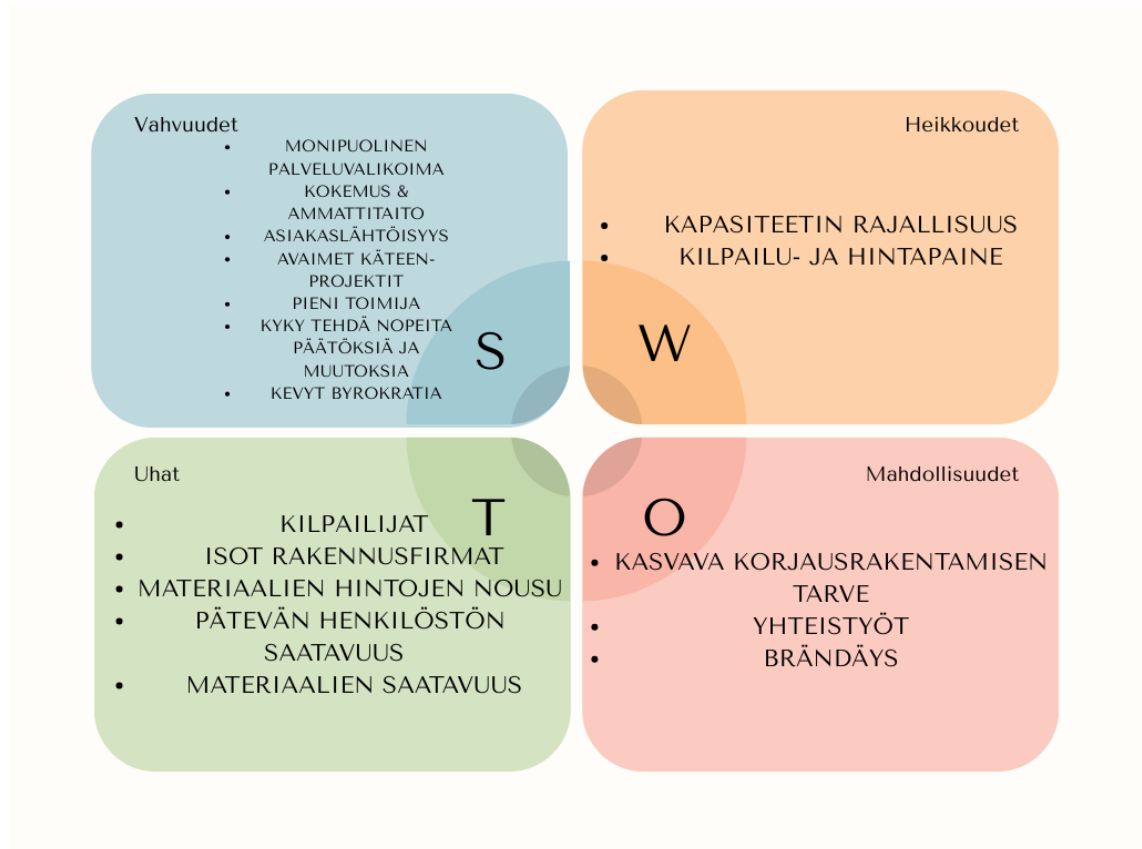 Vahvuudet
• MONIPUOLINEN
PALVELUVALIKOIMA
• KOKEMUS &
AMMATTITAITO
• ASIAKASLÄHTÖISYYS
• AVAIMET KÄTEEN-
PROJEKTIT
• PIENI TOIMIJA
• KYKY TEHDÄ NOPEITA
PÄÄTÖKSIÄ JA
MUUTOKSIA
• KEVYT BYROKRATIA
S
Heikkoudet
• KAPASITEETIN RAJALLISUUS
• KILPAILU- JA HINTAPAINE
W
Uhat
T
• KILPAILIJAT
• ISOT RAKENNUSFIRMAT
• MATERIAALIEN HINTOJEN NOUSU
• PÄTEVÄN HENKILÖSTÖN
SAATAVUUS
• MATERIAALIEN SAATAVUUS
Mahdollisuudet
O
• KASVAVA KORJAUSRAKENTAMISEN
TARVE
• YHTEISTYÖT
• BRÄNDÄYS